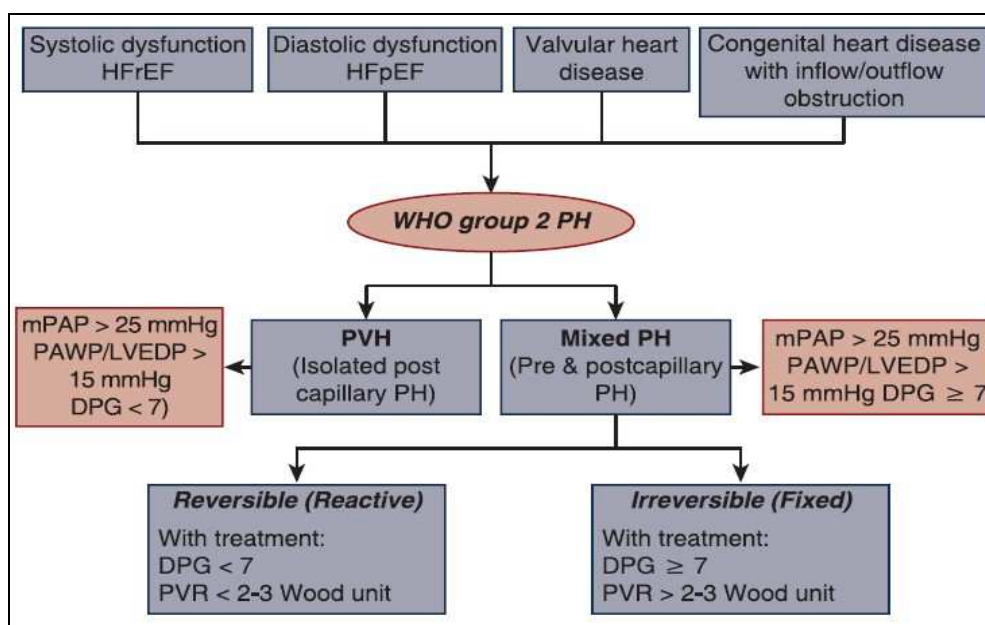 Systolic dysfunction
HFrEF
Diastolic dysfunction
HFpEF
Valvular heart
disease
Congenital heart disease
with inflow/outflow
obstruction
WHO group 2 PH
mPAP > 25 mmHg
PAWP/LVEDP >
15 mmHg
DPG < 7)
PVH
(Isolated post
capillary PH)
Mixed PH
(Pre & postcapillary
PH)
mPAP > 25 mmHg
PAWP/LVEDP >
15 mmHg DPG ≥ 7
Reversible (Reactive)
With treatment:
DPG < 7
PVR < 2-3 Wood unit
Irreversible (Fixed)
With treatment:
DPG ≥ 7
PVR > 2-3 Wood unit